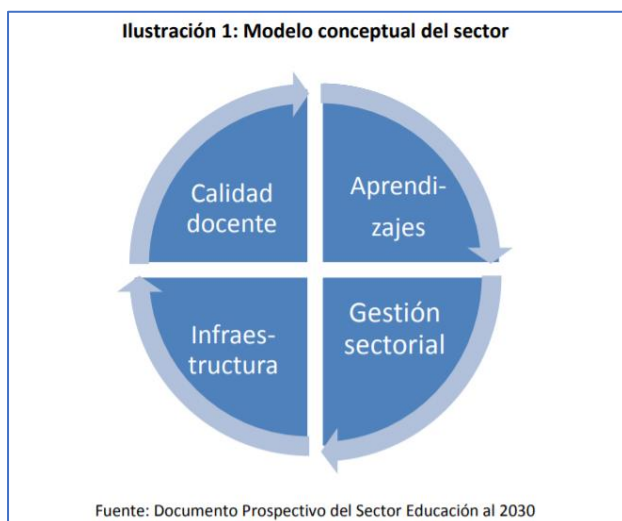 Ilustración 1: Modelo conceptual del sector
Calidad
docente
Aprendi-
zajes
Infraes-
tructura
Gestión
sectorial
Fuente: Documento Prospectivo del Sector Educación al 2030